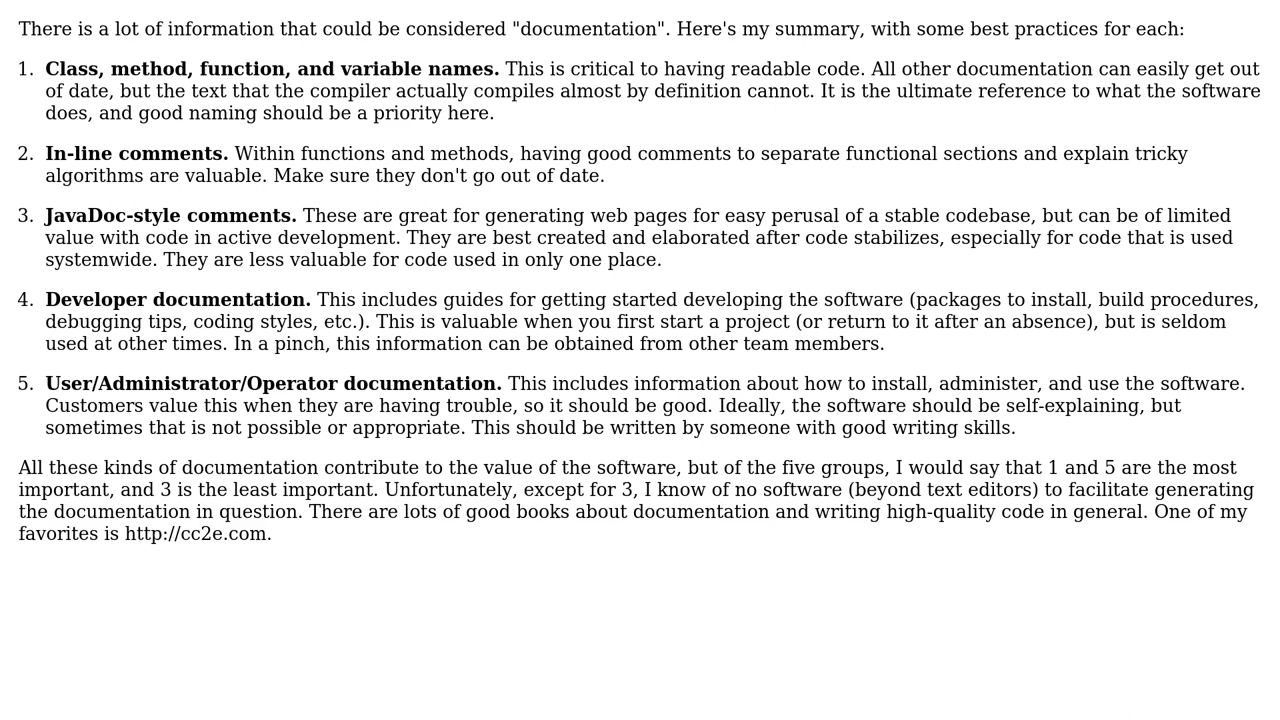 There is a lot of information that could be considered "documentation". Here's my summary, with some best practices for each:
1. Class, method, function, and variable names. This is critical to having readable code. All other documentation can easily get out
of date, but the text that the compiler actually compiles almost by definition cannot. It is the ultimate reference to what the software
does, and good naming should be a priority here.
2. In-line comments. Within functions and methods, having good comments to separate functional sections and explain tricky
algorithms are valuable. Make sure they don't go out of date.
3. JavaDoc-style comments. These are great for generating web pages for easy perusal of a stable codebase, but can be of limited
value with code in active development. They are best created and elaborated after code stabilizes, especially for code that is used
systemwide. They are less valuable for code used in only one place.
4. Developer documentation. This includes guides for getting started developing the software (packages to install, build procedures,
debugging tips, coding styles, etc.). This is valuable when you first start a project (or return to it after an absence), but is seldom
used at other times. In a pinch, this information can be obtained from other team members.
5. User/Administrator/Operator documentation. This includes information about how to install, administer, and use the software.
Customers value this when they are having trouble, so it should be good. Ideally, the software should be self-explaining, but
sometimes that is not possible or appropriate. This should be written by someone with good writing skills.
All these kinds of documentation contribute to the value of the software, but of the five groups, I would say that 1 and 5 are the most
important, and 3 is the least important. Unfortunately, except for 3, I know of no software (beyond text editors) to facilitate generating
the documentation in question. There are lots of good books about documentation and writing high-quality code in general. One of my
favorites is http://cc2e.com.